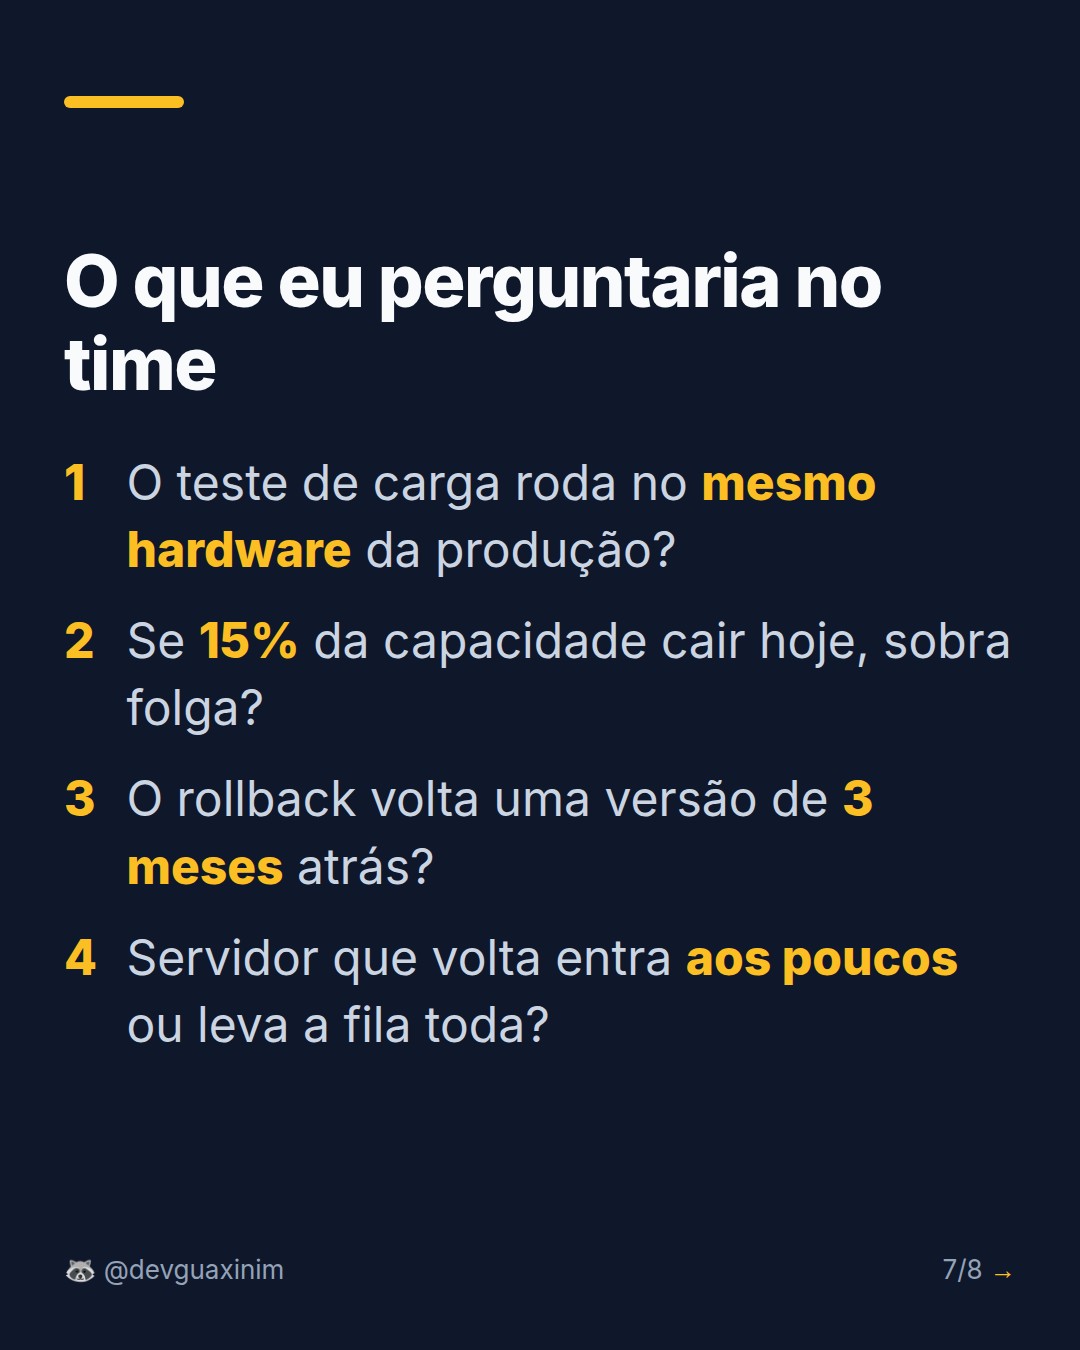 O que eu perguntaria no
time
1 O teste de carga roda no mesmo
hardware da produção?
2 Se 15% da capacidade cair hoje, sobra
folga?
3 O rollback volta uma versão de 3
meses atrás?
4 Servidor que volta entra aos poucos
ou leva a fila toda?
🦝 @devguaxinim
7/8 →